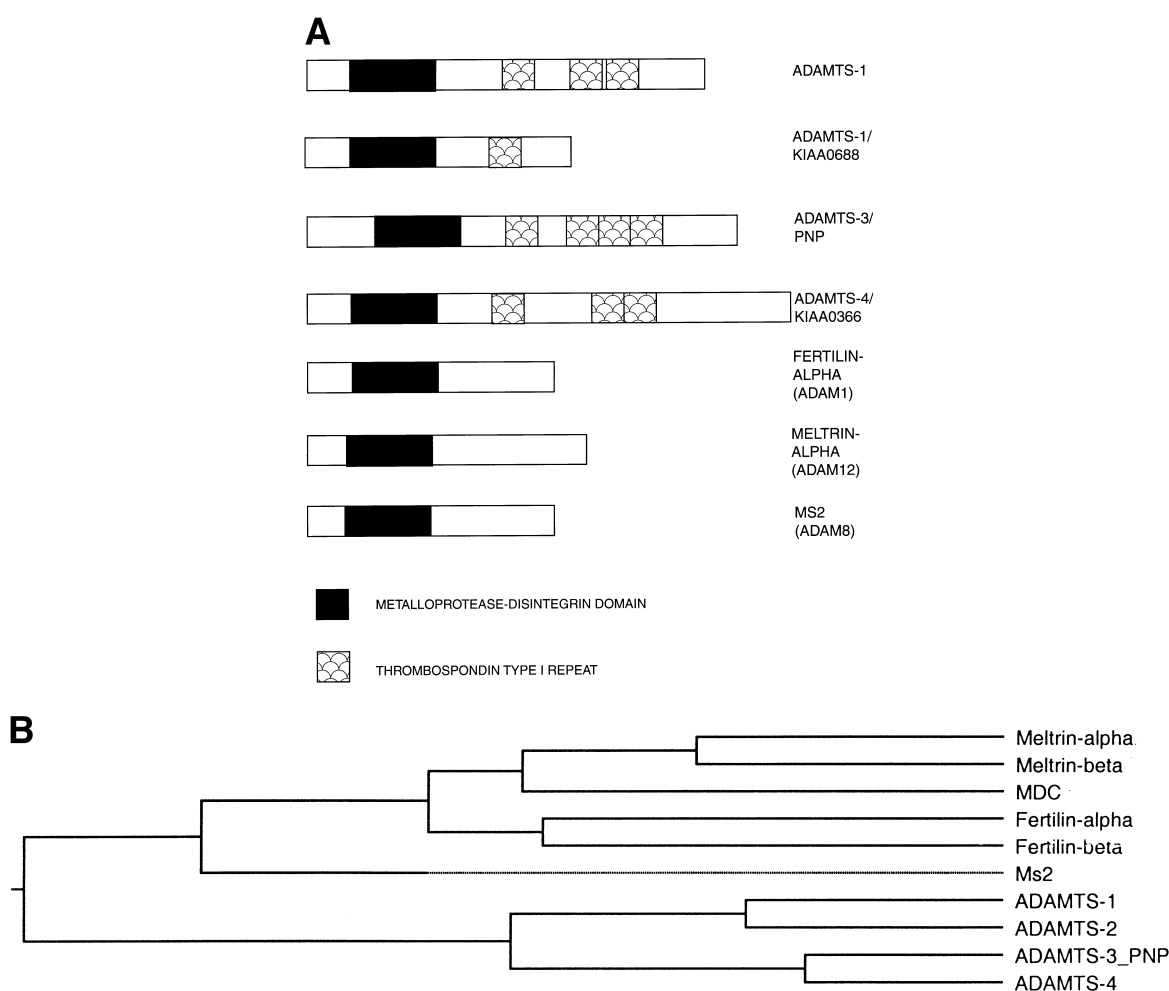 A
ADAMTS-1
ADAMTS-1/
KIAA0688
ADAMTS-3/
PNP
ADAMTS-4/
KIAA0366
FERTILIN-
ALPHA
(ADAM1)
MELTRIN-
ALPHA
(ADAM12)
MS2
(ADAM8)
METALLOPROTEASE-DISINTEGRIN DOMAIN
THROMBOSPONDIN TYPE I REPEAT
B
Meltrin-alpha
Meltrin-beta
MDC
Fertilin-alpha
Fertilin-beta
Ms2
ADAMTS-1
ADAMTS-2
ADAMTS-3_PNP
ADAMTS-4